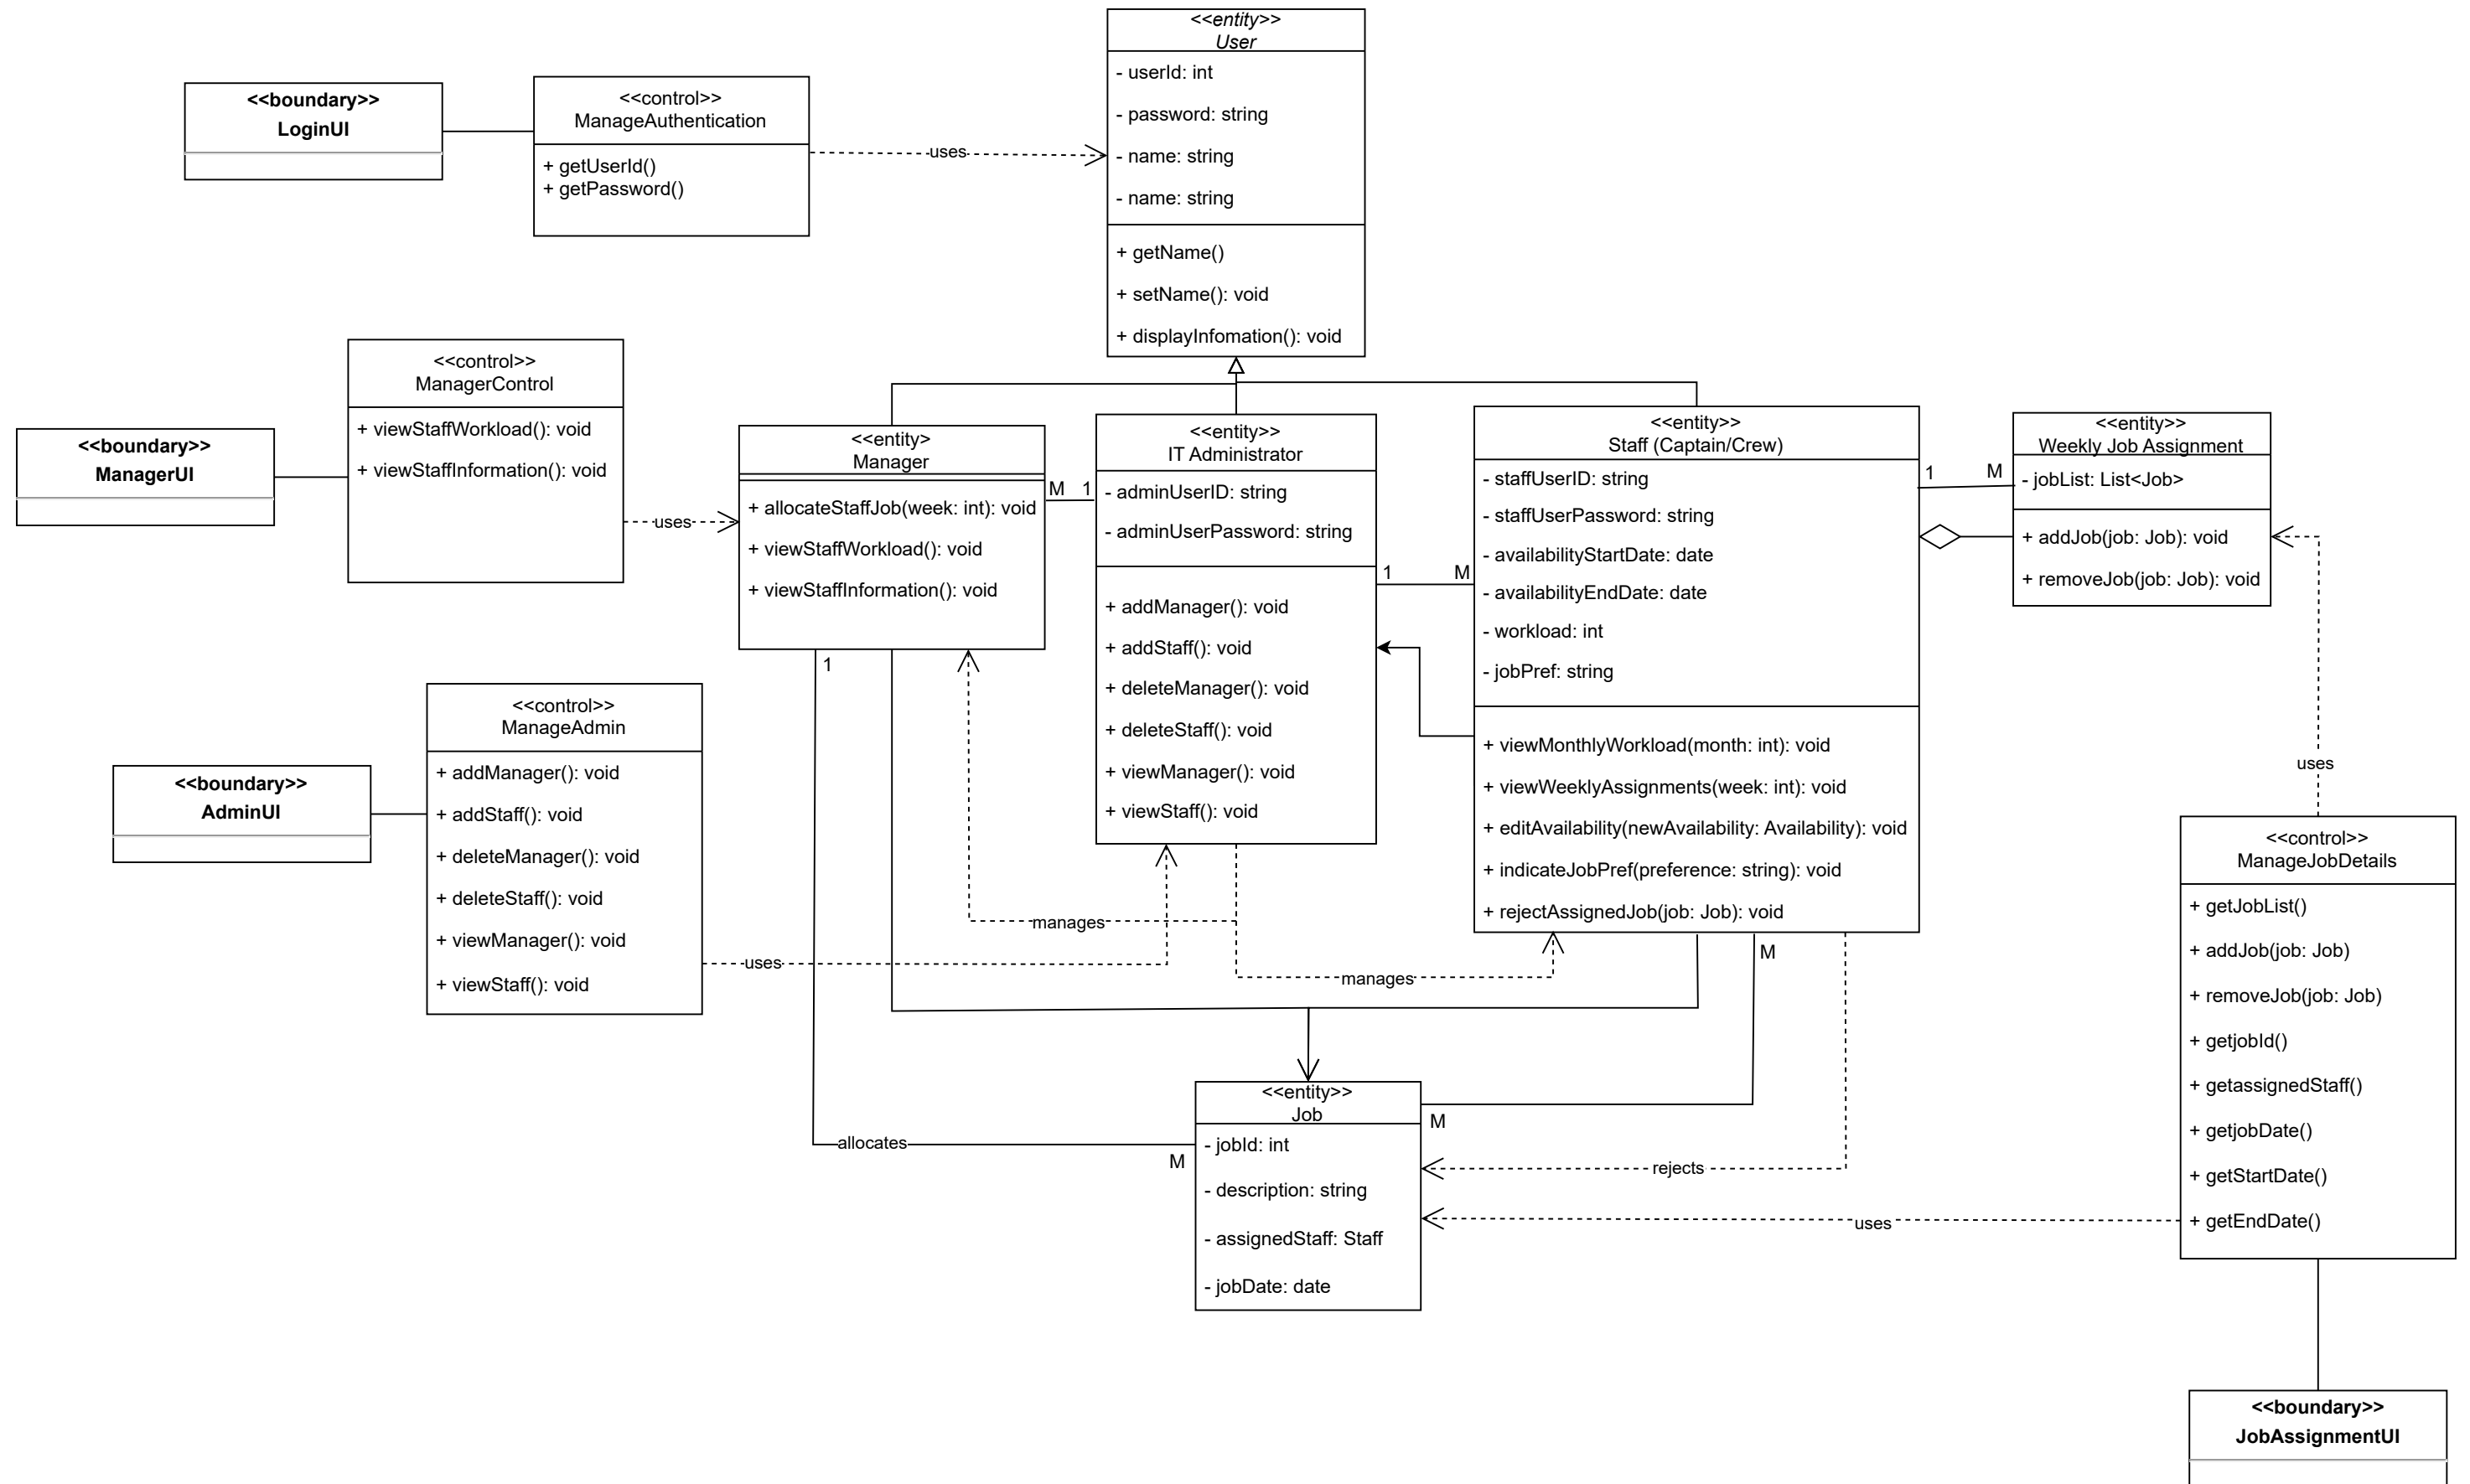 <<entity>>
User
- userId: int
- password: string
- name: string
- name: string
+ getName()
+ setName(): void
+ displayInfomation(): void
<<boundary>>
LoginUI
<<control>>
ManageAuthentication
+ getUserId()
+ getPassword()
uses
<<control>>
ManagerControl
+ viewStaffWorkload(): void
+ viewStaffInformation(): void
<<boundary>>
ManagerUI
uses
<<entity>
Manager
+ allocateStaffJob(week: int): void
+ viewStaffWorkload(): void
+ viewStaffInformation(): void
M
1
<<entity>>
IT Administrator
- adminUserID: string
- adminUserPassword: string
+ addManager(): void
+ addStaff(): void
+ deleteManager(): void
+ deleteStaff(): void
+ viewManager(): void
+ viewStaff(): void
1
M
<<entity>>
Staff (Captain/Crew)
- staffUserID: string
- staffUserPassword: string
- availabilityStartDate: date
- availabilityEndDate: date
- workload: int
- jobPref: string
+ viewMonthlyWorkload(month: int): void
+ viewWeeklyAssignments(week: int): void
+ editAvailability(newAvailability: Availability): void
+ indicateJobPref(preference: string): void
+ rejectAssignedJob(job: Job): void
1
M
<<entity>>
Weekly Job Assignment
- jobList: List<Job>
+ addJob(job: Job): void
+ removeJob(job: Job): void
1
<<control>>
ManageAdmin
+ addManager(): void
+ addStaff(): void
+ deleteManager(): void
+ deleteStaff(): void
+ viewManager(): void
+ viewStaff(): void
<<boundary>>
AdminUI
uses
manages
manages
M
uses
<<control>>
ManageJobDetails
+ getJobList()
+ addJob(job: Job)
+ removeJob(job: Job)
+ getjobId()
+ getassignedStaff()
+ getjobDate()
+ getStartDate()
+ getEndDate()
<<entity>>
Job
- jobId: int
- description: string
- assignedStaff: Staff
- jobDate: date
allocates
M
M
rejects
uses
<<boundary>>
JobAssignmentUI